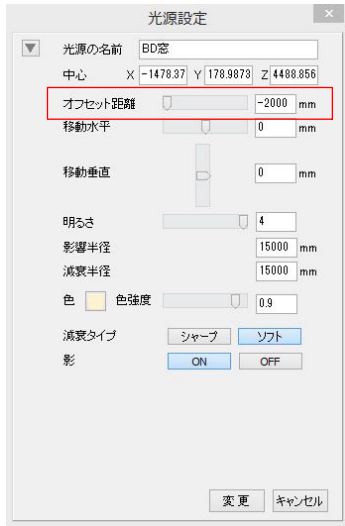 光源設定
×
光源の名前 BD窓
中心 X -1478.37 Y 178.9873 Z 4488.856
オフセット距離 -2000 mm
移動水平 0 mm
移動垂直 0 mm
明るさ 4
影響半径 15000 mm
減衰半径 15000 mm
色 色強度 0.9
減衰タイプ シャープ ソフト
影 ON OFF
変更 キャンセル